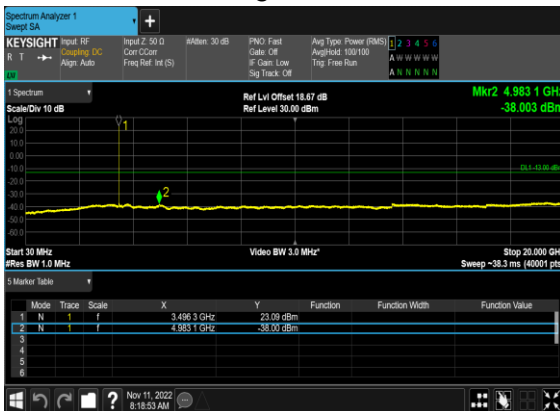 Spectrum Analyzer 1
Swept SA
KEYSIGHT Input: RF Input Z: 50 Ω #Atten: 30 dB PNO: Fast Avg Type: Power (RMS) 1 2 3 4 5 6
R T Coupling: DC Corr CCorr Gate: Off Avg|Hold: 100/100 A W W W W W
Align: Auto Freq Ref: Int (S) IF Gain: Low Trig: Free Run
Sig Track: Off A N N N N N
LV
1 Spectrum Ref Lvl Offset 18.67 dB Mkr2 4.983 1 GHz
Scale/Div 10 dB Ref Level 30.00 dBm -38.003 dBm
Log
20.0
10.0
0.00
-10.0
-20.0
-30.0
-40.0
-50.0
-60.0
1
2
DL1 -13.00 dBm
Start 30 MHz Video BW 3.0 MHz* Stop 20.000 GHz
#Res BW 1.0 MHz Sweep ~38.3 ms (40001 pts)
5 Marker Table
Mode Trace Scale X Y Function Function Width Function Value
1 N 1 f 3.496 3 GHz 23.09 dBm
2 N 1 f 4.983 1 GHz -38.00 dBm
3
4
5
6
? Nov 11, 2022
8:18:53 AM